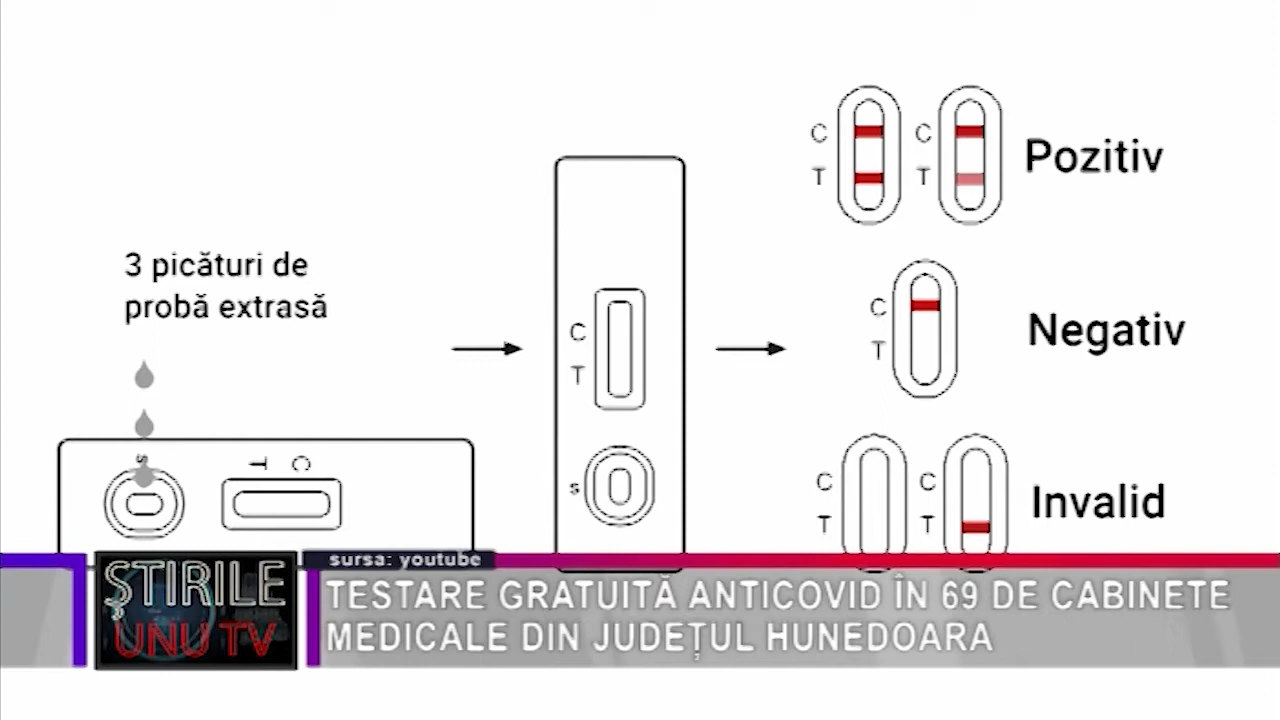 C
C
Pozitiv
T
T
3 picături de
probă extrasă
C
Negativ
T
C
T
S
T
C
S
C
C
Invalid
T
T
sursa: youtube
ȘTIRILE
UNU TV
TESTARE GRATUITĂ ANTICOVID ÎN 69 DE CABINETE
MEDICALE DIN JUDEȚUL HUNEDOARA